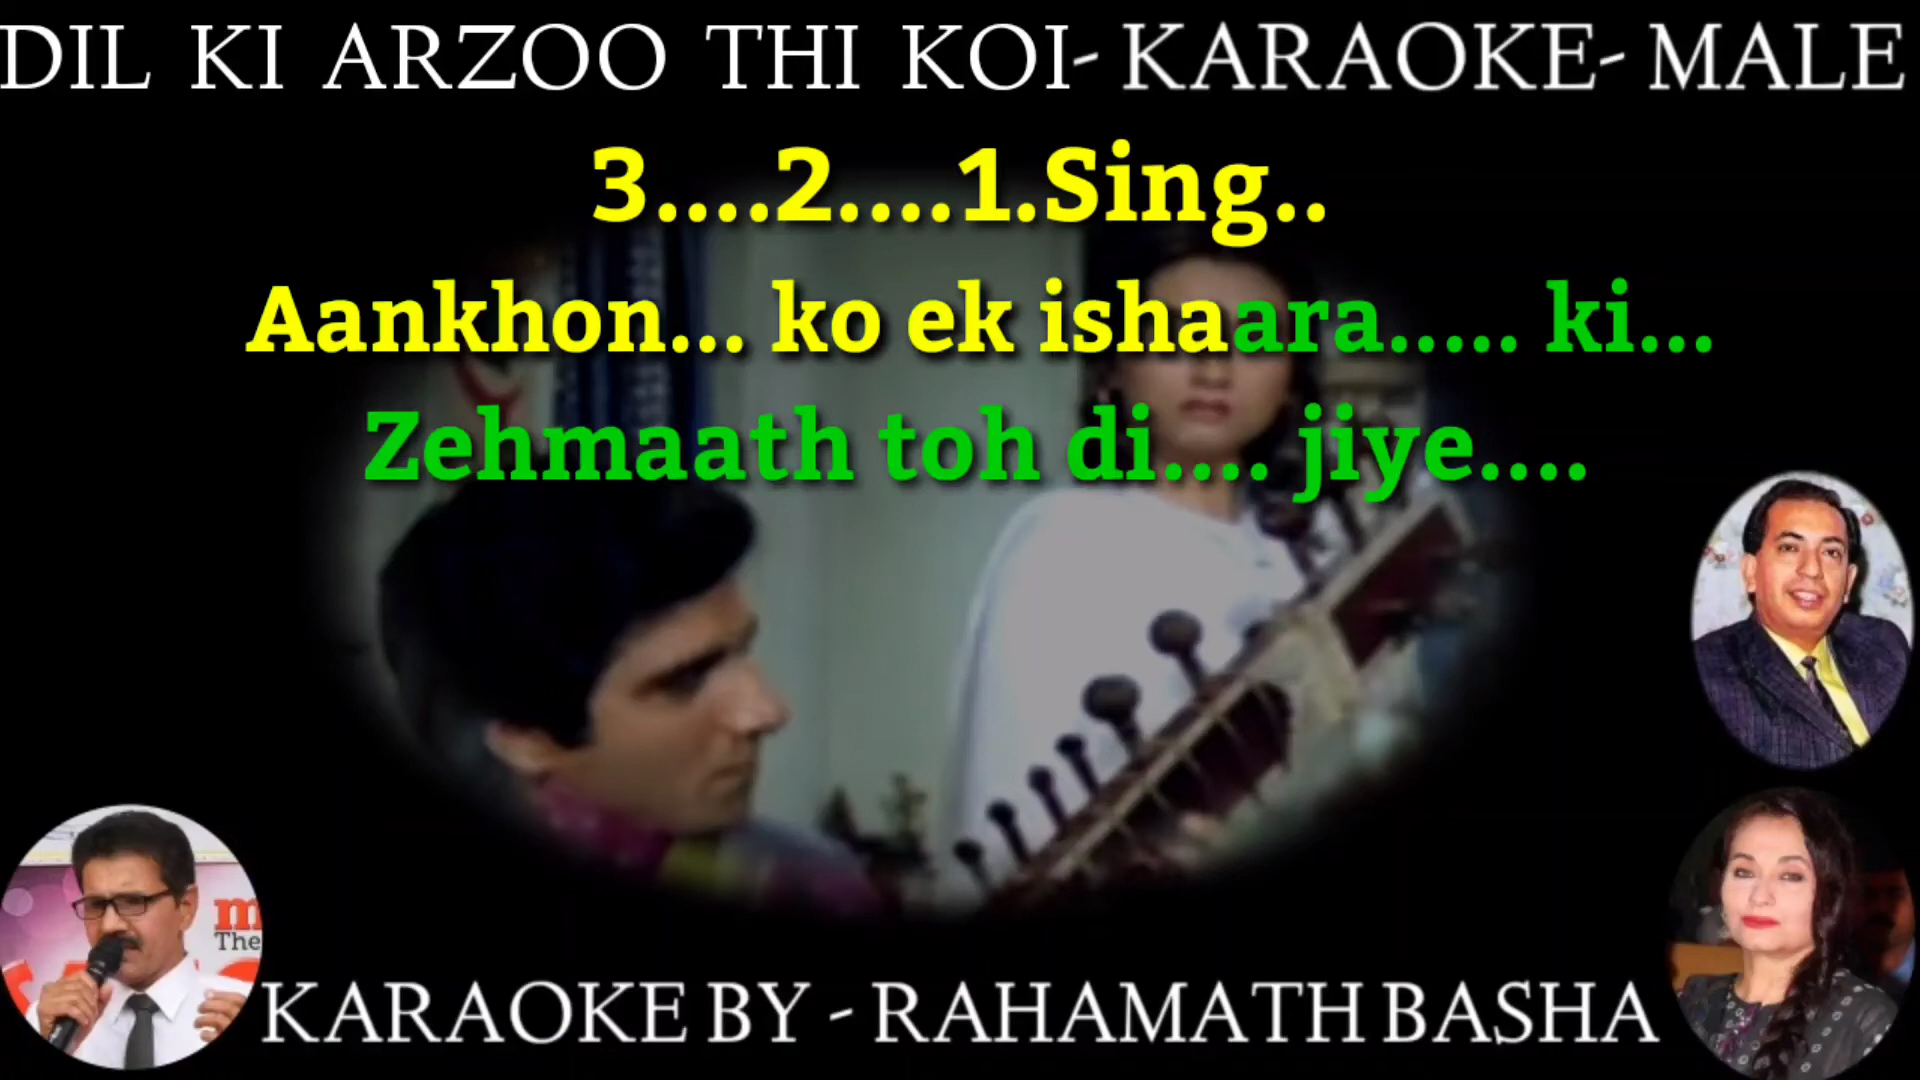 DIL KI ARZOO THI KOI- KARAOKE- MALE
3....2....1.Sing..
Aankhon... ko ek ishaara..... ki...
Zehmaath toh di.... jiye....
m
The
KARAOKE BY - RAHAMATH BASHA